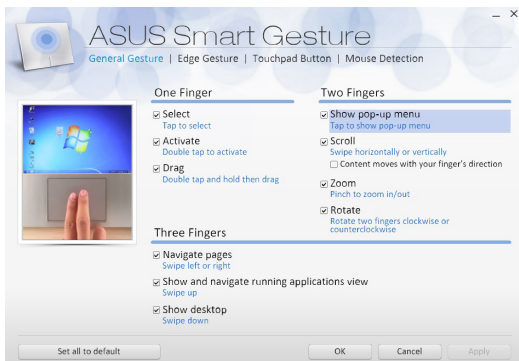 ASUS Smart Gesture
General Gesture | Edge Gesture | Touchpad Button | Mouse Detection
One Finger
Select
Tap to select
Activate
Double tap to activate
Drag
Double tap and hold then drag
Two Fingers
Show pop-up menu
Tap to show pop-up menu
Scroll
Swipe horizontally or vertically
Content moves with your finger's direction
Zoom
Pinch to zoom in/out
Rotate
Rotate two fingers clockwise or
counterclockwise
Three Fingers
Navigate pages
Swipe left or right
Show and navigate running applications view
Swipe up
Show desktop
Swipe down
Set all to default
OK
Cancel
Apply